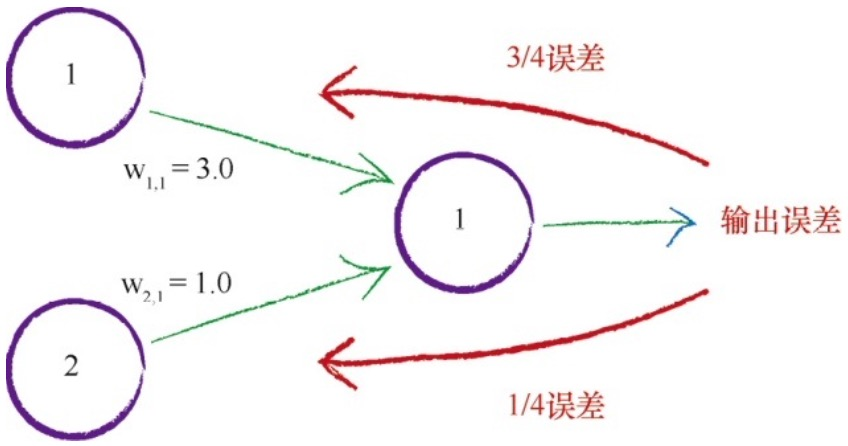 1
3/4误差
w1,1 = 3.0
1
输出误差
w2,1 = 1.0
2
1/4误差